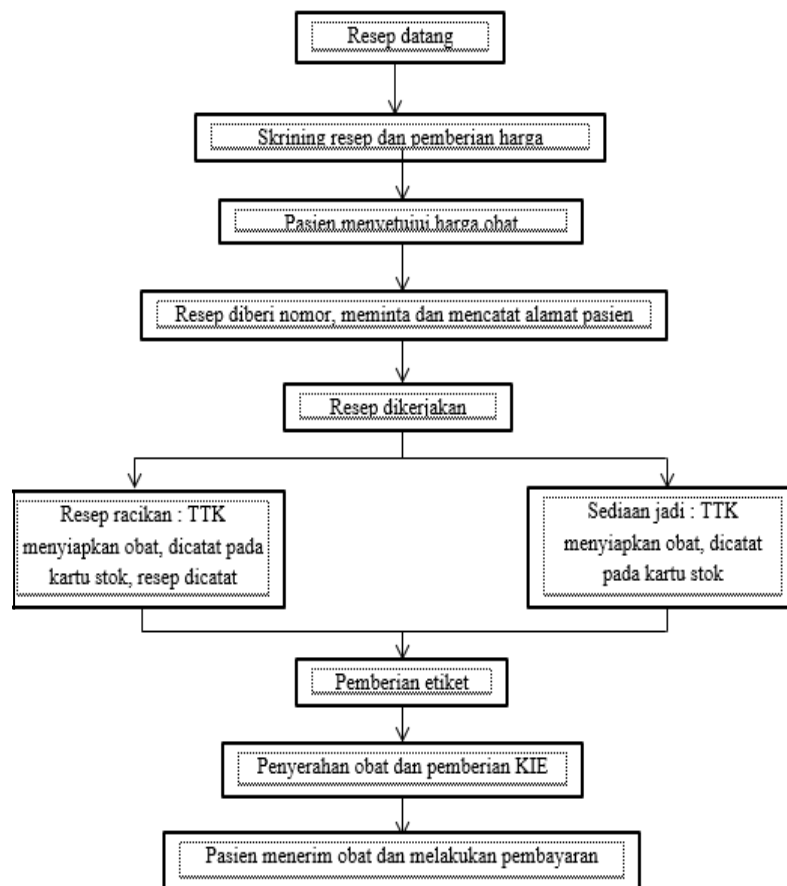 Resep datang
Skrining resep dan pemberian harga
Pasien menyetujui harga obat
Resep diberi nomor, meminta dan mencatat alamat pasien
Resep dikerjakan
Resep racikan : TTK
menyiapkan obat, dicatat pada
kartu stok, resep dicatat
Sediaan jadi : TTK
menyiapkan obat, dicatat
pada kartu stok
Pemberian etiket
Penyerahan obat dan pemberian KIE
Pasien menerim obat dan melakukan pembayaran